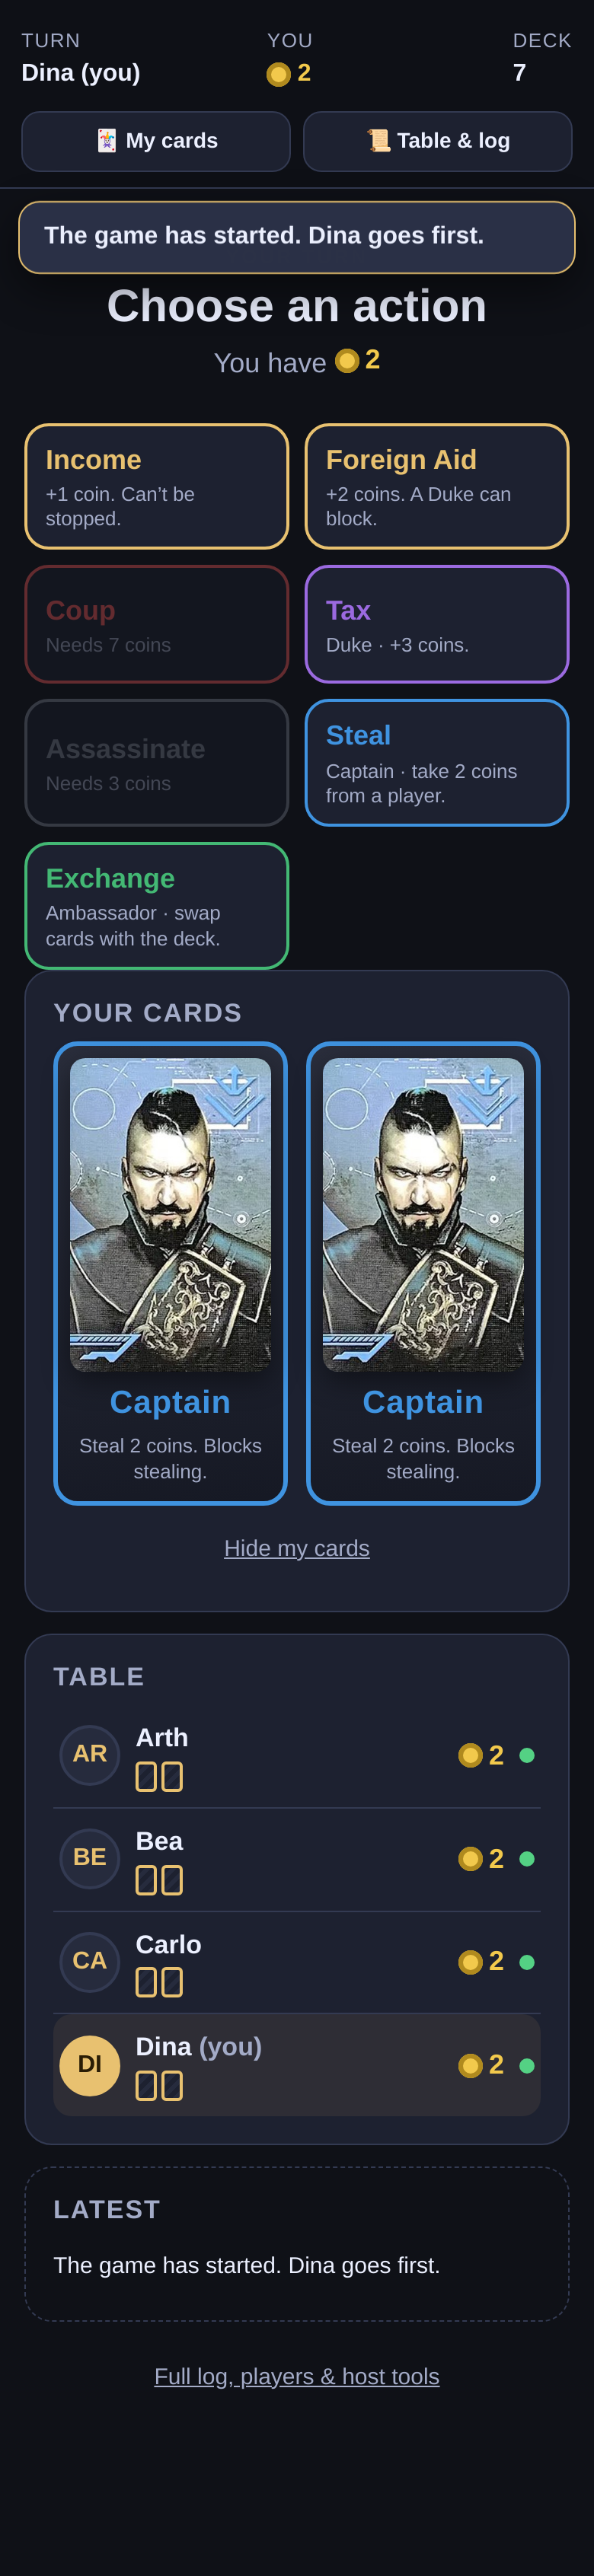 TURN
Dina (you)
YOU
2
DECK
7
🃏 My cards
📜 Table & log
The game has started. Dina goes first.
Choose an action
You have 2
Income
+1 coin. Can’t be
stopped.
Foreign Aid
+2 coins. A Duke can
block.
Coup
Needs 7 coins
Tax
Duke · +3 coins.
Assassinate
Needs 3 coins
Steal
Captain · take 2 coins
from a player.
Exchange
Ambassador · swap
cards with the deck.
YOUR CARDS
Captain
Steal 2 coins. Blocks
stealing.
Captain
Steal 2 coins. Blocks
stealing.
Hide my cards
TABLE
AR
Arth
2
BE
Bea
2
CA
Carlo
2
DI
Dina (you)
2
LATEST
The game has started. Dina goes first.
Full log, players & host tools